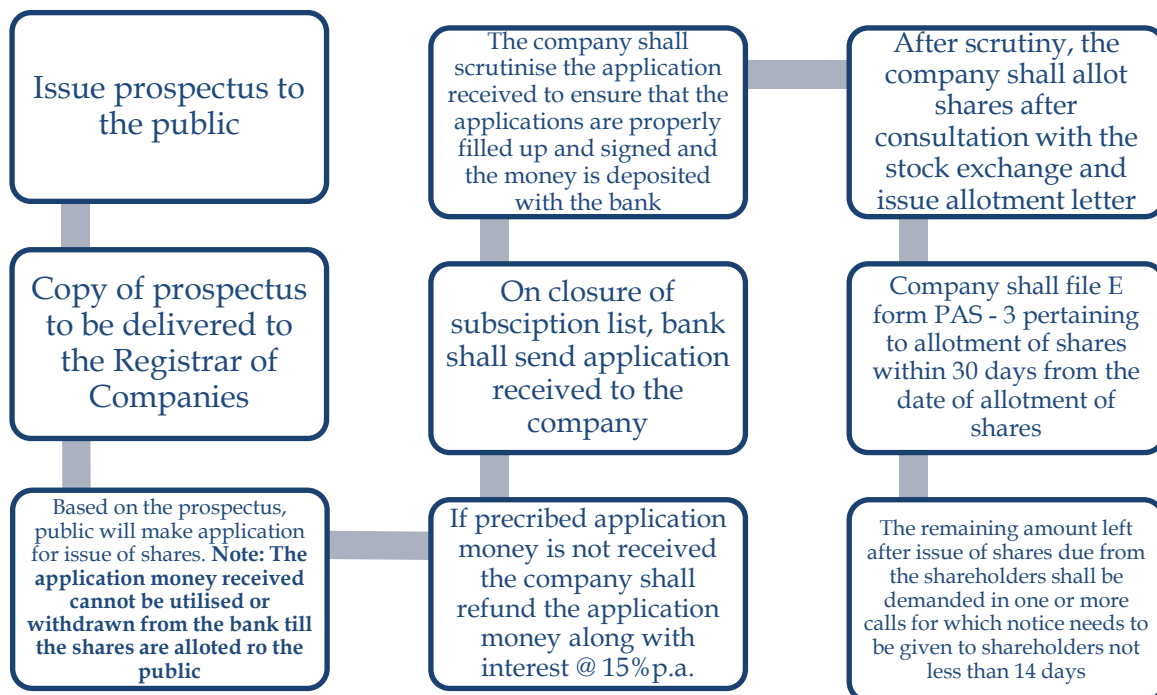 Issue prospectus to
the public
Copy of prospectus
to be delivered to
the Registrar of
Companies
Based on the prospectus,
public will make application
for issue of shares. Note: The
application money received
cannot be utilised or
withdrawn from the bank till
the shares are alloted ro the
public
If precribed application
money is not received
the company shall
refund the application
money along with
interest @ 15%p.a.
On closure of
subsciption list, bank
shall send application
received to the
company
The company shall
scrutinise the application
received to ensure that the
applications are properly
filled up and signed and
the money is deposited
with the bank
After scrutiny, the
company shall allot
shares after
consultation with the
stock exchange and
issue allotment letter
Company shall file E
form PAS - 3 pertaining
to allotment of shares
within 30 days from the
date of allotment of
shares
The remaining amount left
after issue of shares due from
the shareholders shall be
demanded in one or more
calls for which notice needs to
be given to shareholders not
less than 14 days